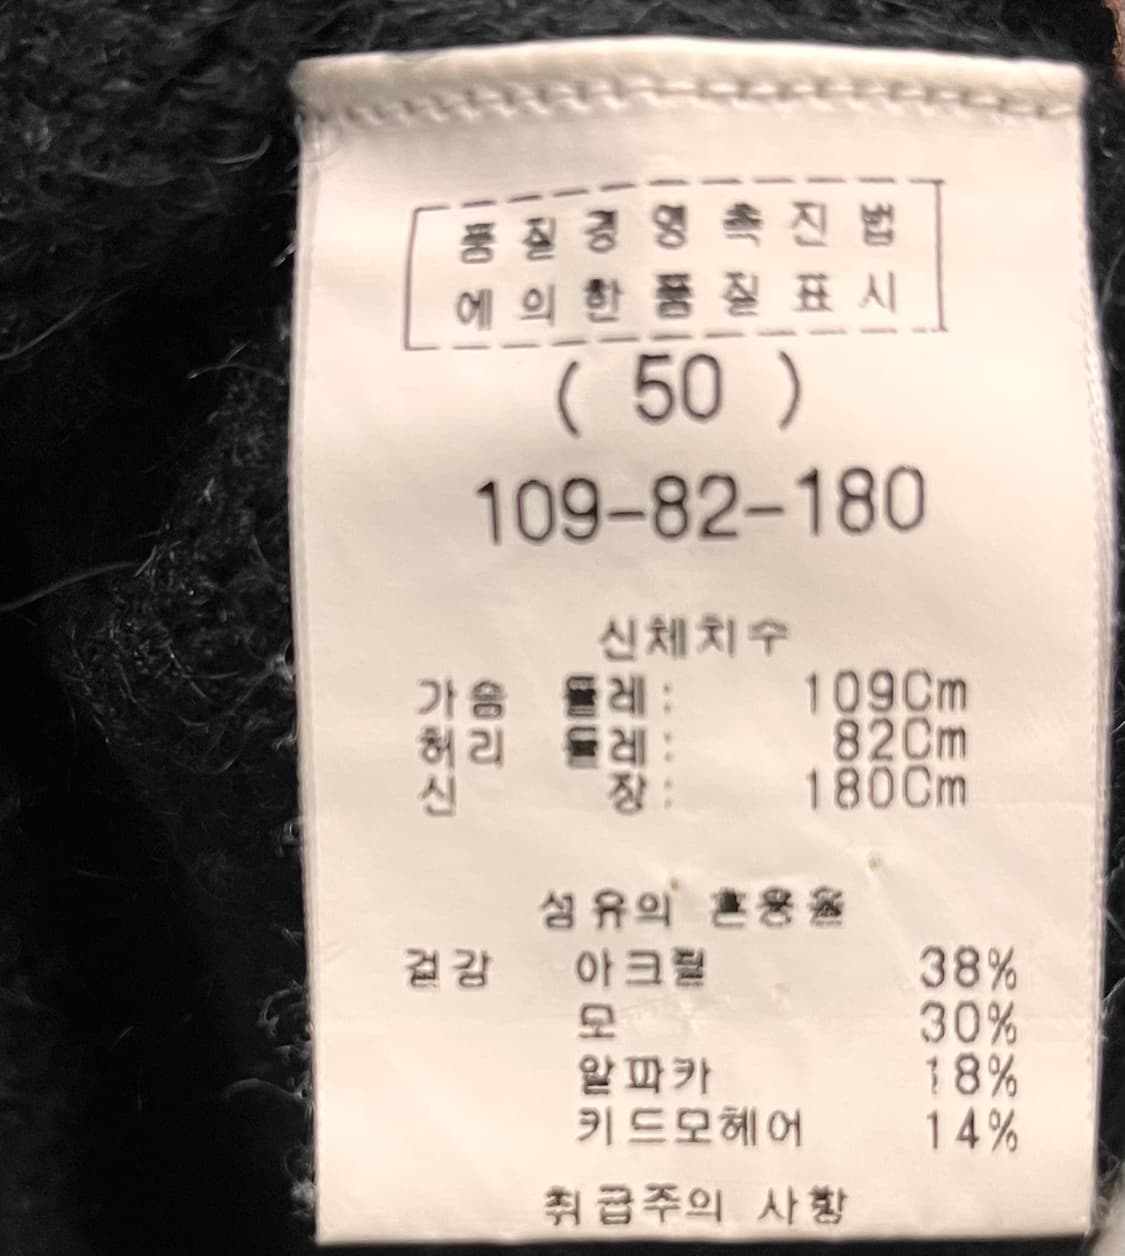 품질경영촉진법
에의한품질표시
( 50 )
109-82-180
신체치수
가슴 둘레: 109Cm
허리 둘레: 82Cm
신 장: 180Cm
섬유의 혼용율
겉감 아크릴 38%
모 30%
알파카 18%
키드모헤어 14%
취급주의 사항